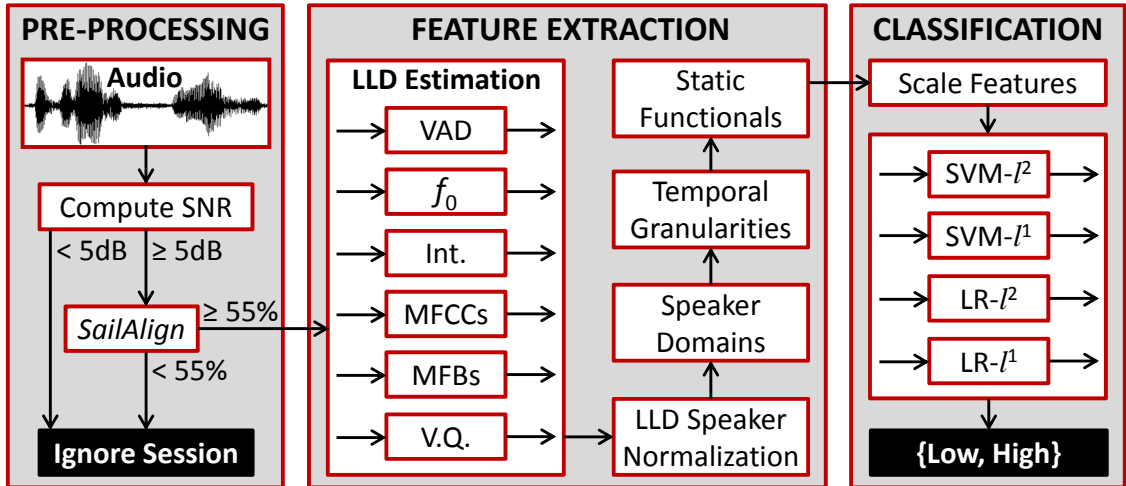 PRE-PROCESSING
Audio
Compute SNR
< 5dB
≥ 5dB
SailAlign
≥ 55%
< 55%
Ignore Session
FEATURE EXTRACTION
LLD Estimation
VAD
f₀
Int.
MFCCs
MFBs
V.Q.
LLD Speaker
Normalization
Speaker
Domains
Temporal
Granularities
Static
Functionals
CLASSIFICATION
Scale Features
SVM-l²
SVM-l¹
LR-l²
LR-l¹
{Low, High}